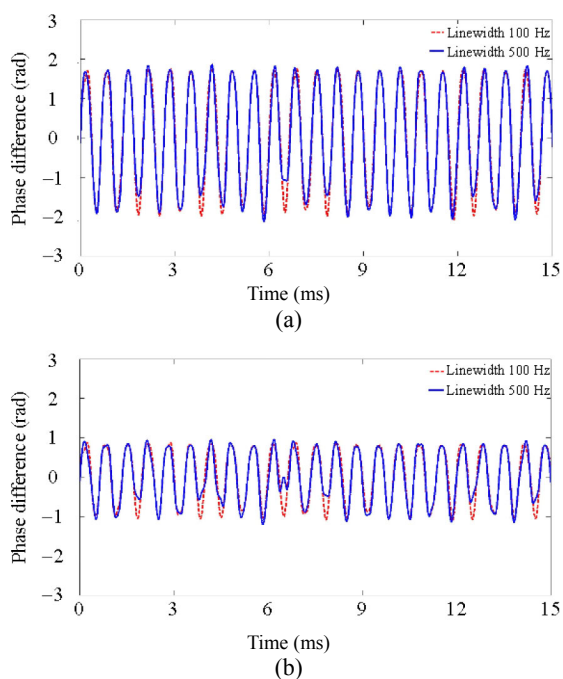 3
2
1
0
−1
−2
−3
Phase difference (rad)
Linewidth 100 Hz
Linewidth 500 Hz
0 3 6 9 12 15
Time (ms)
(a)
3
2
1
0
−1
−2
−3
Phase difference (rad)
Linewidth 100 Hz
Linewidth 500 Hz
0 3 6 9 12 15
Time (ms)
(b)